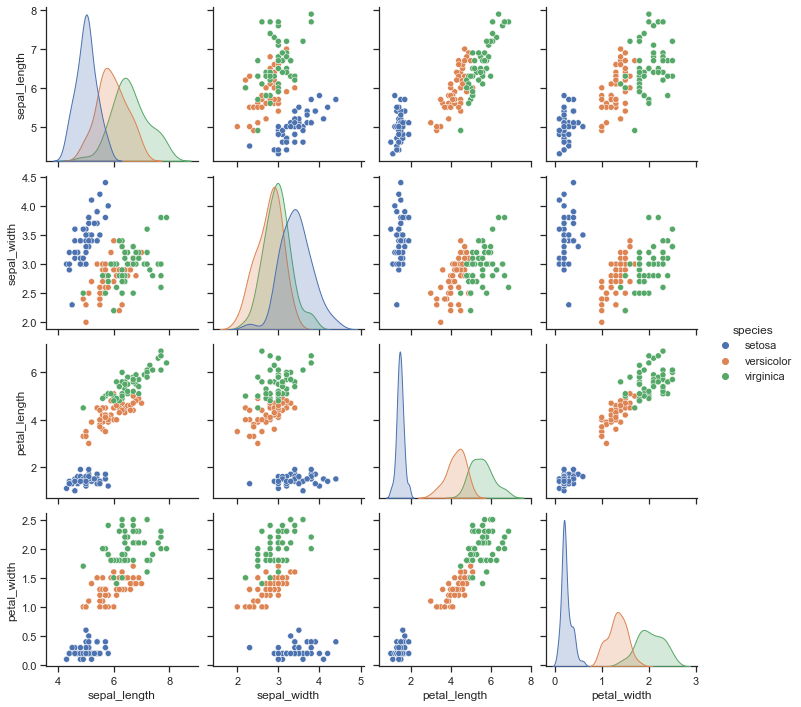 sepal_length
8
7
6
5
sepal_width
4.5
4.0
3.5
3.0
2.5
2.0
species
setosa
versicolor
virginica
petal_length
6
4
2
petal_width
2.5
2.0
1.5
1.0
0.5
0.0
4 6 8 2 3 4 5 2 4 6 8 0 1 2 3
sepal_length sepal_width petal_length petal_width